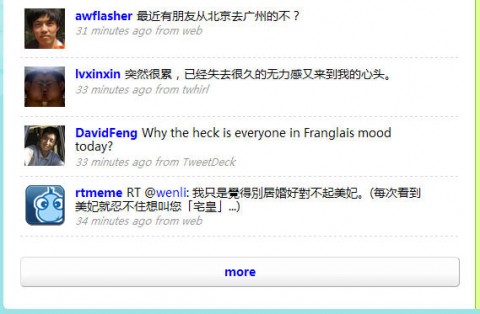 awflasher 最近有朋友从北京去广州的不？
31 minutes ago from web
lvxinxin 突然很累，已经失去很久的无力感又来到我的心头。
33 minutes ago from twhirl
DavidFeng Why the heck is everyone in Franglais mood
today?
33 minutes ago from TweetDeck
rtmeme RT @wenli: 我只是覺得別居婚好對不起美妃。(每次看到
美妃就忍不住想叫您「宅皇」...)
34 minutes ago from web
more